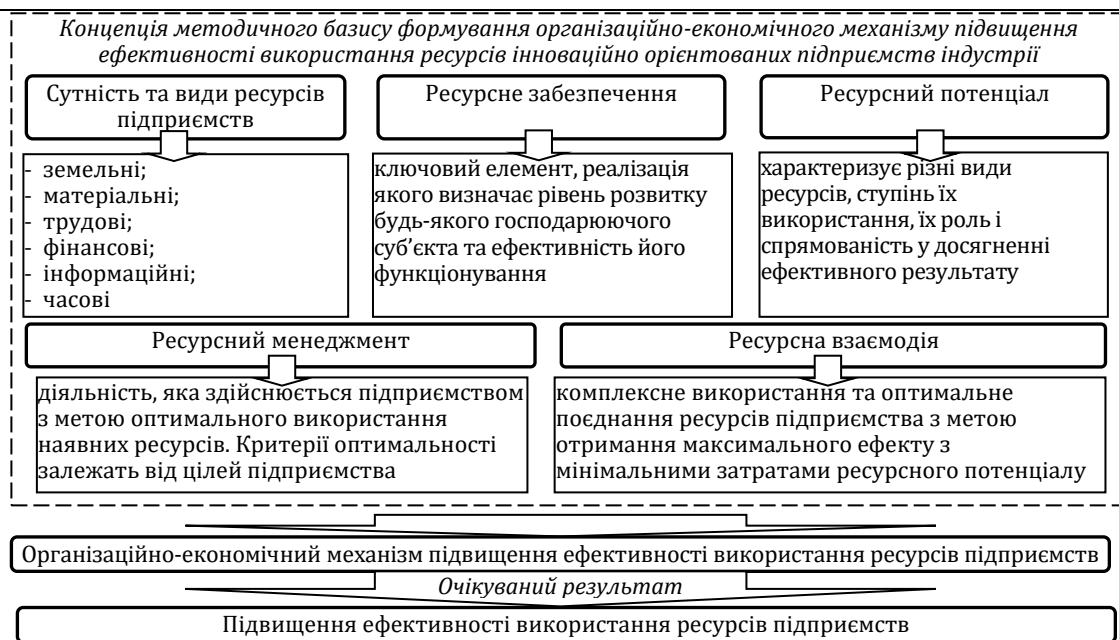 Концепція методичного базису формування організаційно-економічного механізму підвищення
ефективності використання ресурсів інноваційно орієнтованих підприємств індустрії
Сутність та види ресурсів
підприємств
- земельні;
- матеріальні;
- трудові;
- фінансові;
- інформаційні;
- часові
Ресурсне забезпечення
ключовий елемент, реалізація
якого визначає рівень розвитку
будь-якого господарюючого
суб’єкта та ефективність його
функціонування
Ресурсний потенціал
характеризує різні види
ресурсів, ступінь їх
використання, їх роль і
спрямованість у досягненні
ефективного результату
Ресурсний менеджмент
діяльність, яка здійснюється підприємством
з метою оптимального використання
наявних ресурсів. Критерії оптимальності
залежать від цілей підприємства
Ресурсна взаємодія
комплексне використання та оптимальне
поєднання ресурсів підприємства з метою
отримання максимального ефекту з
мінімальними затратами ресурсного потенціалу
Організаційно-економічний механізм підвищення ефективності використання ресурсів підприємств
Очікуваний результат
Підвищення ефективності використання ресурсів підприємств